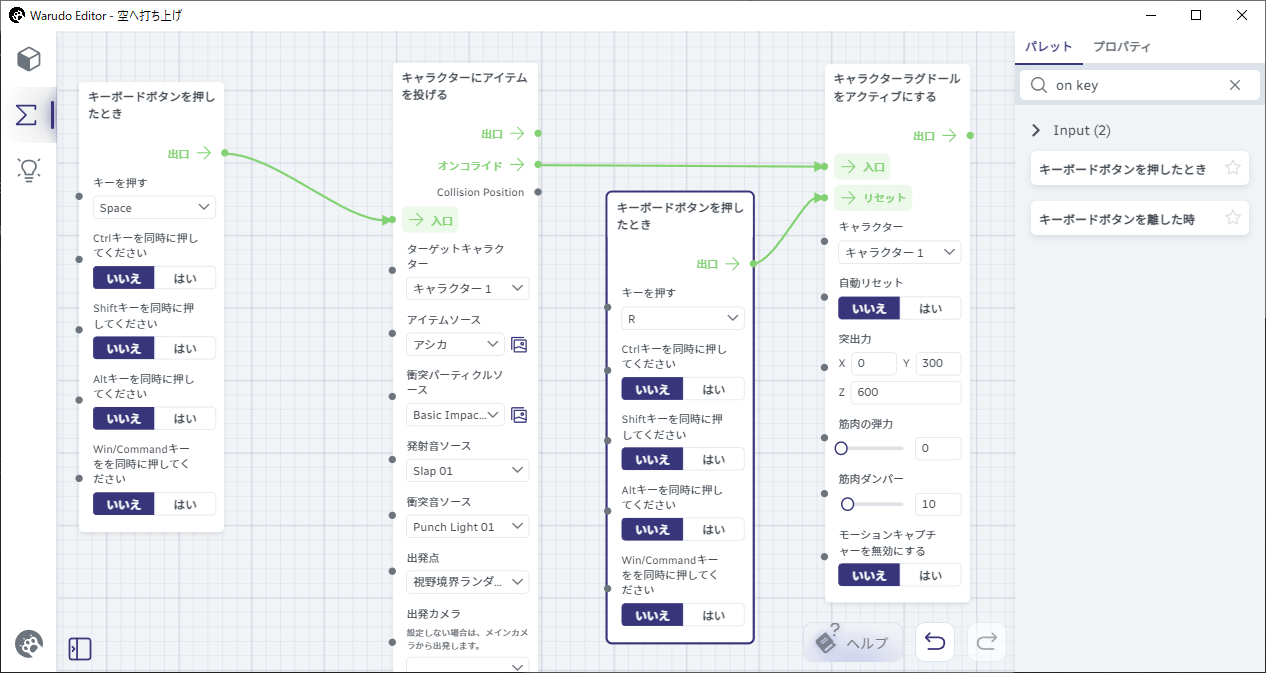 Warudo Editor - 空へ打ち上げ
キーボードボタンを押し
たとき
出口
キーを押す
Space
Ctrlキーを同時に押し
てください
いいえ はい
Shiftキーを同時に押
してください
いいえ はい
Altキーを同時に押し
てください
いいえ はい
Win/Commandキー
をを同時に押してく
ださい
いいえ はい
キャラクターにアイテム
を投げる
出口
オンコライド
Collision Position
入口
ターゲットキャラク
ター
キャラクター 1
アイテムソース
アシカ
衝突パーティクルソ
ース
Basic Impac...
発射音ソース
Slap 01
衝突音ソース
Punch Light 01
出発点
視野境界ランダ...
出発カメラ
設定しない場合は、メインカメ
ラから出発します。
キーボードボタンを押し
たとき
出口
キーを押す
R
Ctrlキーを同時に押し
てください
いいえ はい
Shiftキーを同時に押
してください
いいえ はい
Altキーを同時に押し
てください
いいえ はい
Win/Commandキー
をを同時に押してく
ださい
いいえ はい
キャラクターラグドール
をアクティブにする
出口
入口
リセット
キャラクター
キャラクター 1
自動リセット
いいえ はい
突出力
X 0 Y 300
Z 600
筋肉の弾力
0
筋肉ダンパー
10
モーションキャプチ
ャーを無効にする
いいえ はい
? ヘルプ
パレット プロパティ
on key
Input (2)
キーボードボタンを押したとき
キーボードボタンを離した時